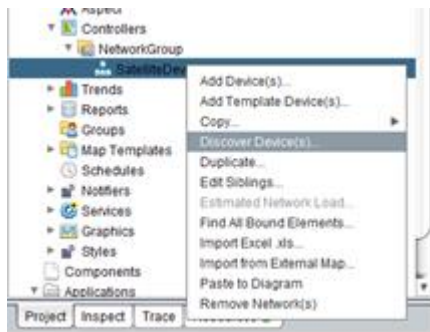 Aspect
Controllers
NetworkGroup
SatelliteDev
Trends
Reports
Groups
Map Templates
Schedules
Notifiers
Services
Graphics
Styles
Components
Applications
Add Device(s)...
Add Template Device(s)...
Copy...
Discover Device(s)...
Duplicate...
Edit Siblings...
Estimated Network Load...
Find All Bound Elements...
Import Excel .xls...
Import from External Map...
Paste to Diagram
Remove Network(s)
Project Inspect Trace